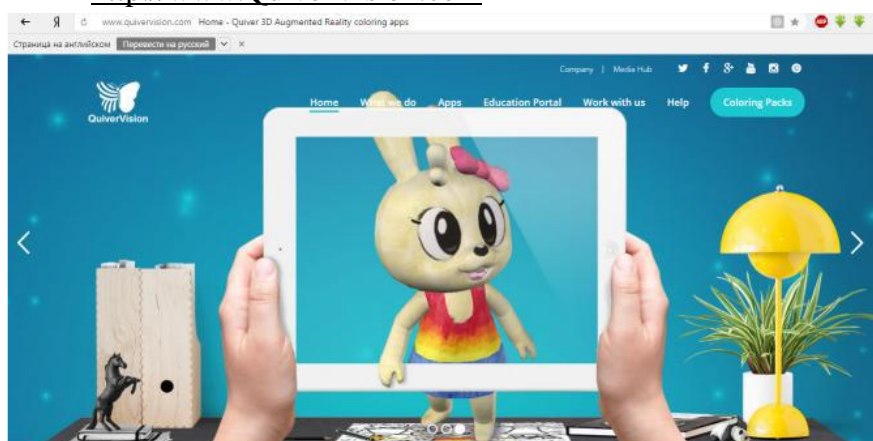 www.quivervision.com Home - Quiver 3D Augmented Reality coloring apps
Страница на английском Перевести на русский
Company | Media Hub
QuiverVision
Home What we do Apps Education Portal Work with us Help Coloring Packs